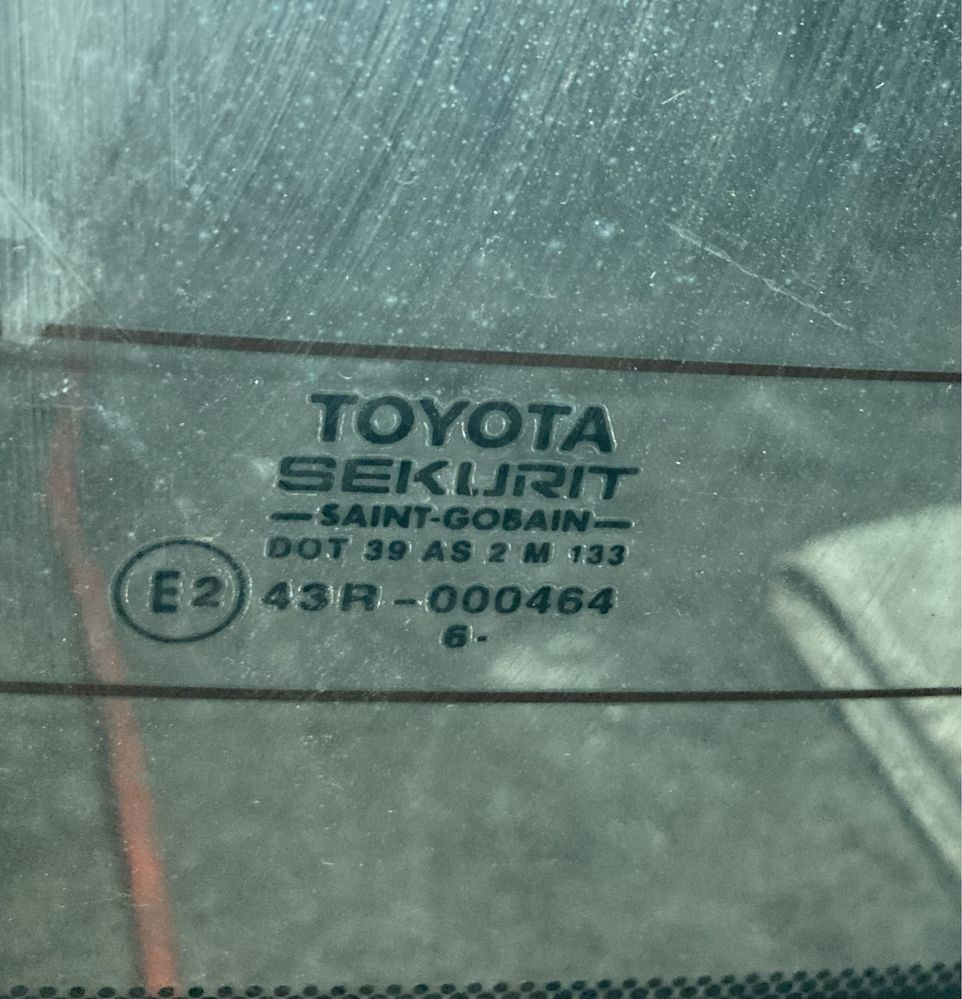 TOYOTA
SEKURIT
—SAINT-GOBAIN—
DOT 39 AS 2 M 133
E2 43R-000464
6·